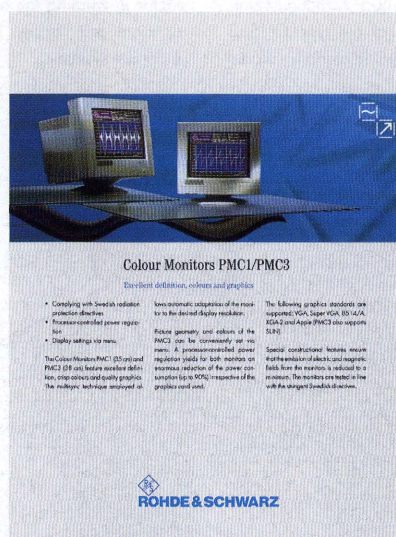 Colour Monitors PMC1/PMC3
Excellent definition, colours and graphics
• Complying with Swedish radiation
protection directives
• Processor-controlled power regula-
tion
• Display settings via menu.
The Colour Monitors PMC1 (35 cm) and
PMC3 (38 cm) feature excellent defini-
tion, crisp colours and quality graphics.
The multisync technique employed al-
lows automatic adaptation of the moni-
tor to the desired display resolution.
Picture geometry and colours of the
PMC3 can be conveniently set via
menu. A processor-controlled power
regulation yields for both monitors an
enormous reduction of the power con-
sumption (up to 90%) irrespective of the
graphics card used.
The following graphics standards are
supported: VGA, Super VGA, 8514/A,
XGA-2 and Apple (PMC3 also supports
SUN).
Special constructional features ensure
that the emission of electric and magnetic
fields from the monitors is reduced to a
minimum. The monitors are tested in line
with the stringent Swedish directives.
ROHDE & SCHWARZ